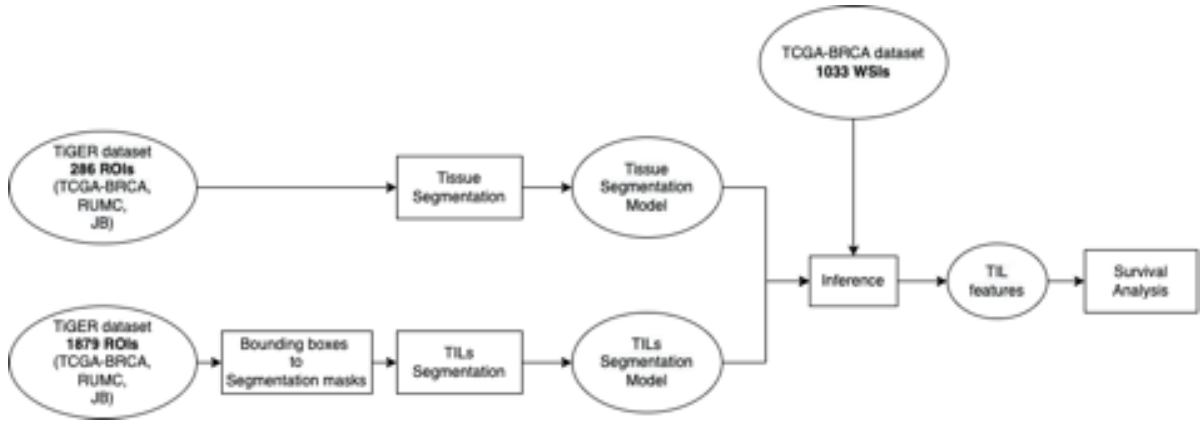 TCGA-BRCA dataset
1033 WSIs
TiGER dataset
286 ROIs
(TCGA-BRCA,
RUMC,
JB)
Tissue
Segmentation
Tissue
Segmentation
Model
Inference
TIL
features
Survival
Analysis
TiGER dataset
1879 ROIs
(TCGA-BRCA,
RUMC,
JB)
Bounding boxes
to
Segmentation masks
TILs
Segmentation
TILs
Segmentation
Model